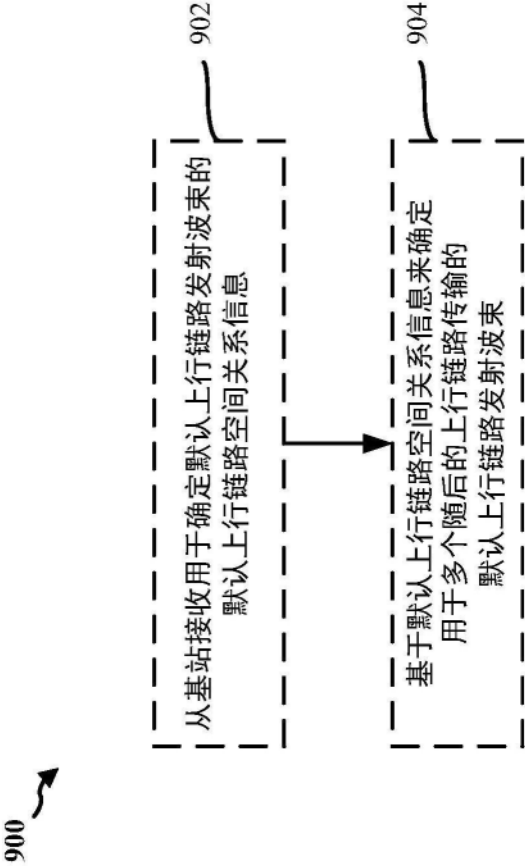 900
902
从基站接收用于确定默认上行链路发射波束的
默认上行链路空间关系信息
904
基于默认上行链路空间关系信息来确定
用于多个随后的上行链路传输的
默认上行链路发射波束